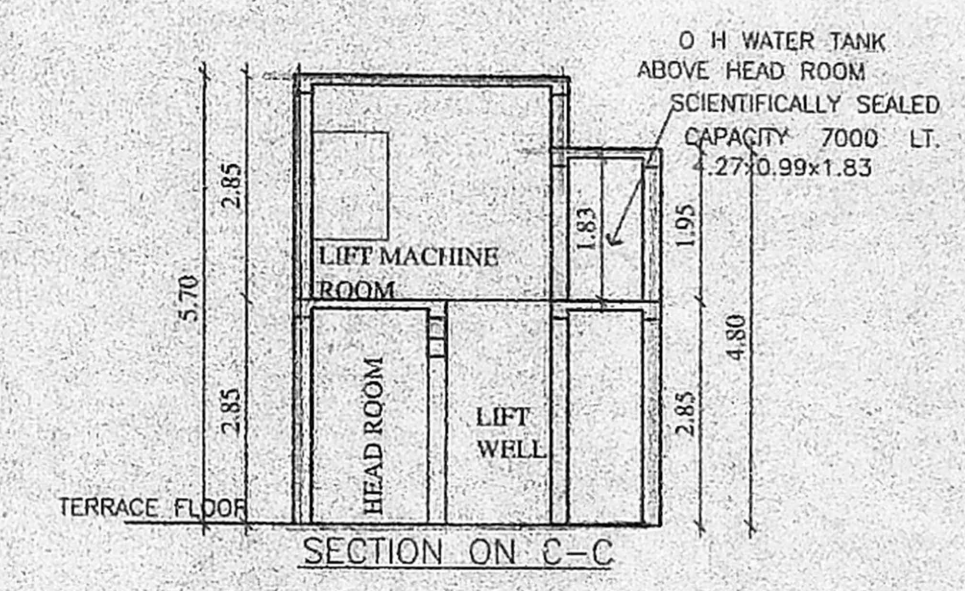 O H WATER TANK
ABOVE HEAD ROOM
SCIENTIFICALLY SEALED
CAPACITY 7000 LT.
4.27x0.99x1.83
2.85
1.83
1.95
LIFT MACHINE
ROOM
5.70
4.80
2.85
HEAD ROOM
LIFT
WELL
2.85
TERRACE FLOOR
SECTION ON C-C